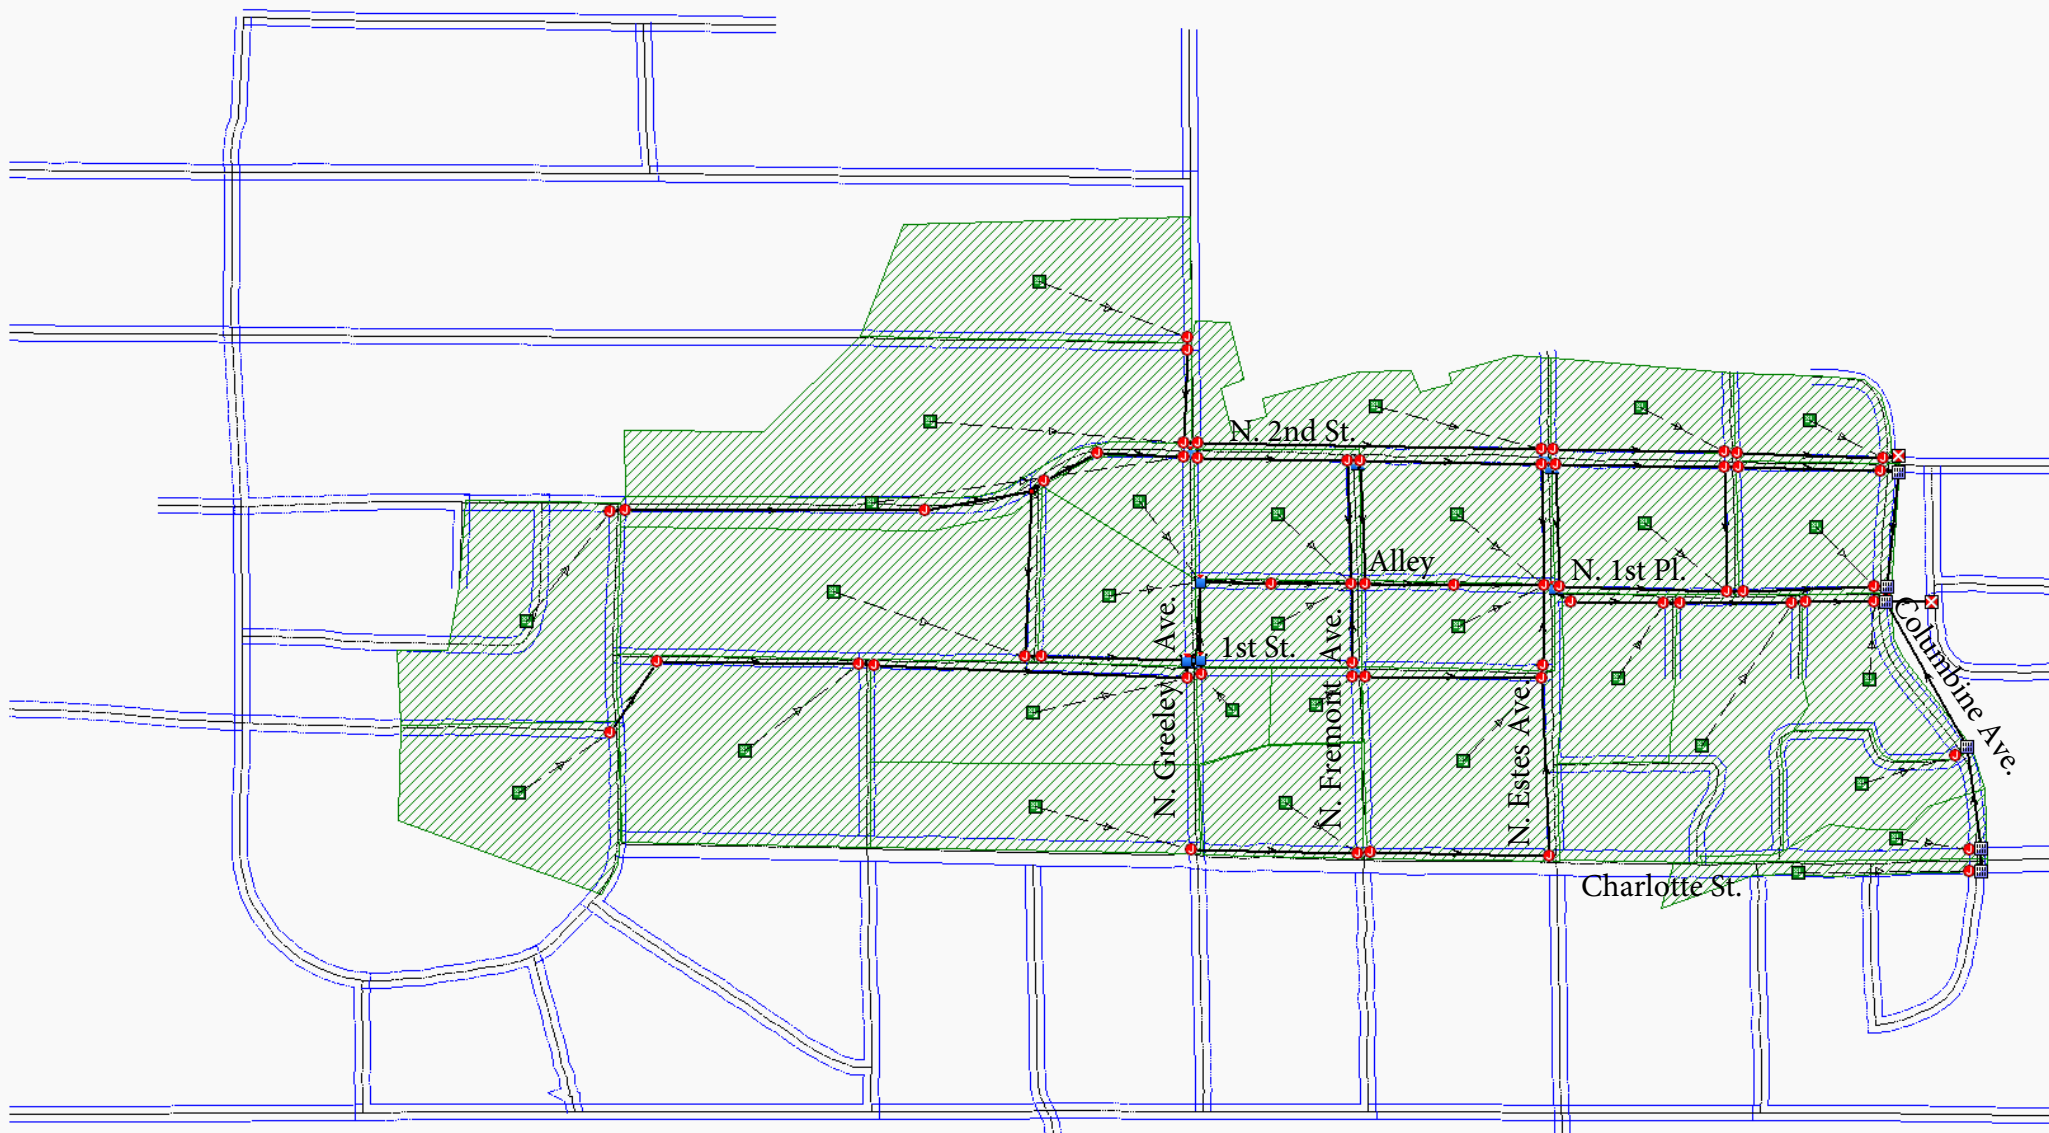 N. 2nd St.
Alley
N. 1st Pl.
1st St.
N. Greeley Ave.
N. Fremont Ave.
N. Estes Ave.
Columbine Ave.
Charlotte St.